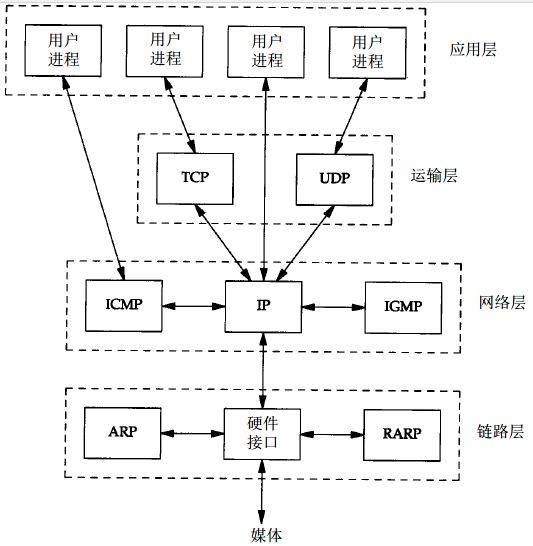 用户 用户 用户 用户
进程 进程 进程 进程
应用层
TCP
UDP
运输层
ICMP
IP
IGMP
网络层
ARP
硬件
接口
RARP
链路层
媒体